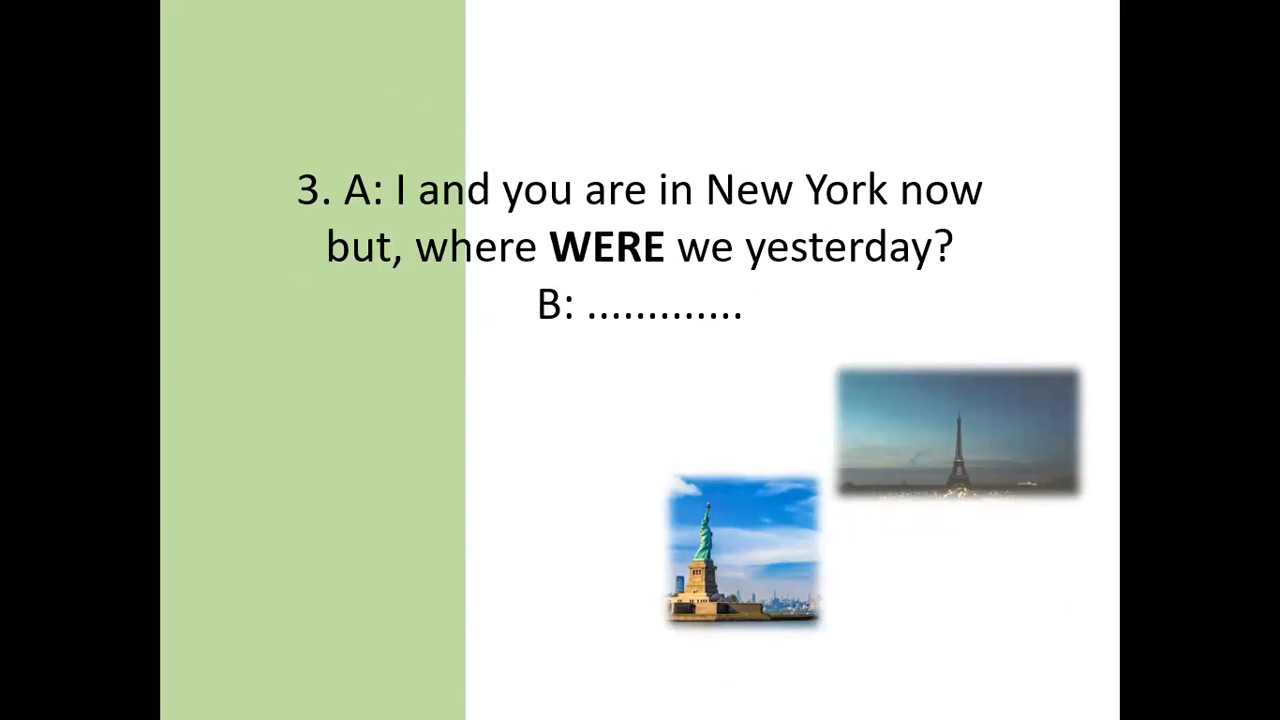 3. A: I and you are in New York now
but, where WERE we yesterday?
B: .............